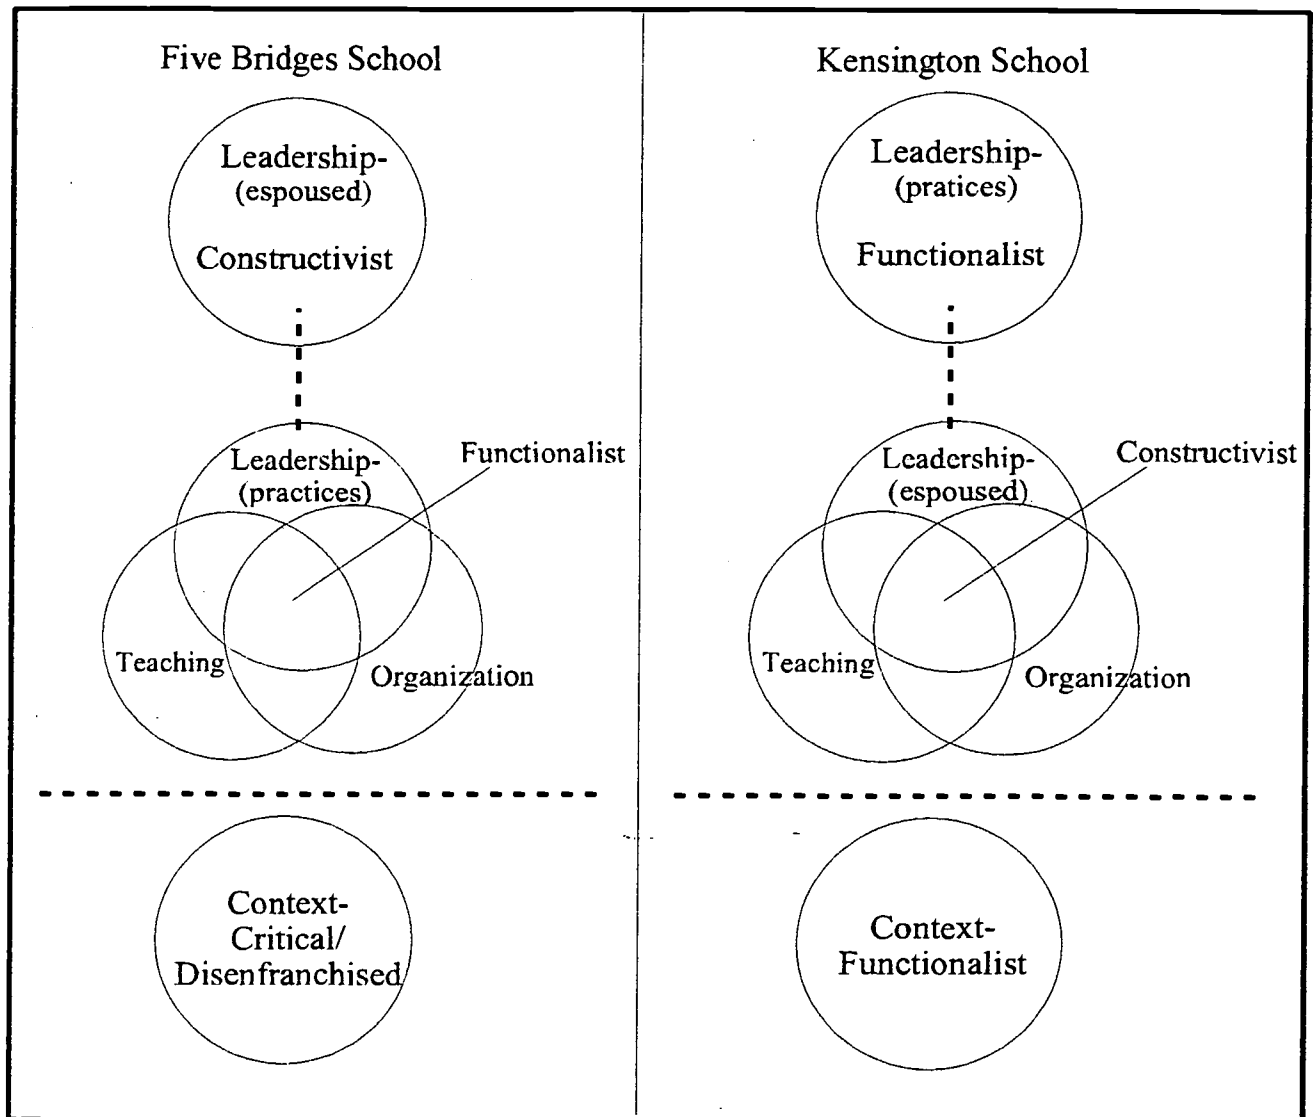 Five Bridges School
Leadership-
(espoused)
Constructivist
Leadership-
(practices)
Functionalist
Teaching
Organization
Context-
Critical/
Disenfranchised
Kensington School
Leadership-
(pratices)
Functionalist
Leadership-
(espoused)
Constructivist
Teaching
Organization
Context-
Functionalist